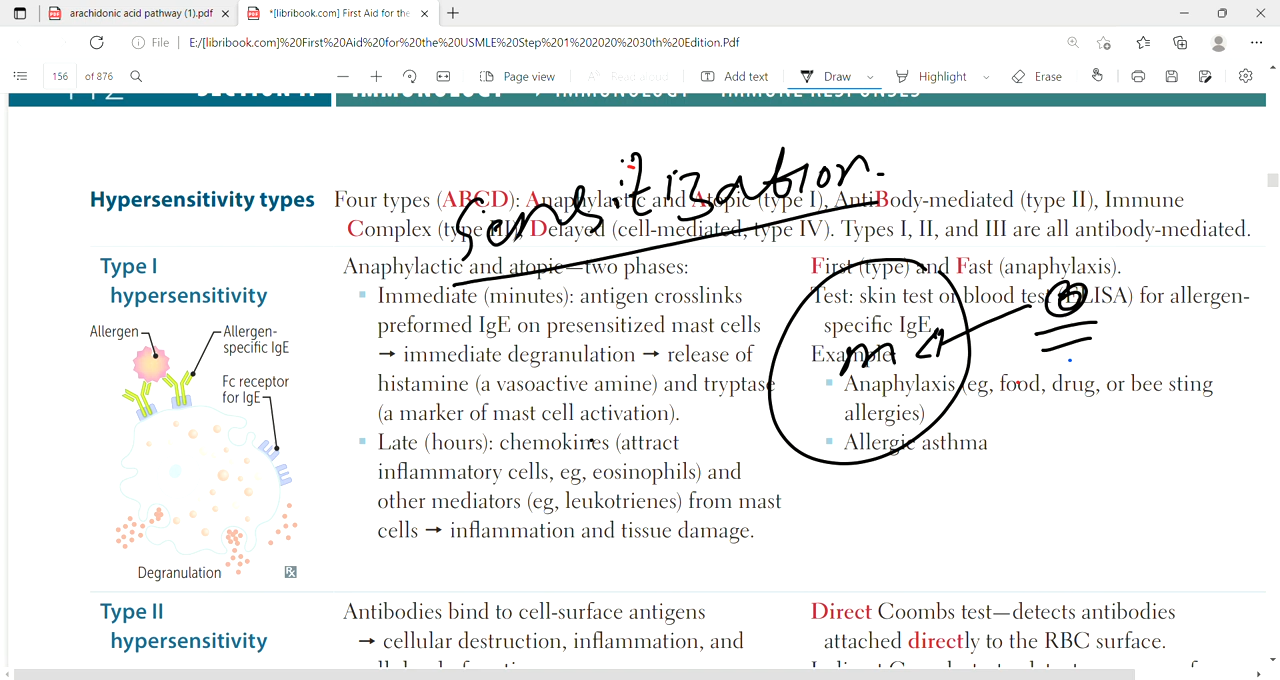 arachidonic acid pathway (1).pdf
*[libribook.com] First Aid for the
File E:/[libribook.com]%20First%20Aid%20for%20the%20USMLE%20Step%201%202020%2030th%20Edition.Pdf
156 of 876
Page view
Read aloud
Add text
Draw
Highlight
Erase
112 SECTION II IMMUNOLOGY IMMUNOLOGY—IMMUNE RESPONSES
Sensitization.
Hypersensitivity types
Four types (ABCD): Anaphylactic and Atopic (type I), AntiBody-mediated (type II), Immune
Complex (type III), Delayed (cell-mediated, type IV). Types I, II, and III are all antibody-mediated.
Type I
hypersensitivity
Allergen
Allergen-
specific IgE
Fc receptor
for IgE
Degranulation
Rx
Anaphylactic and atopic—two phases:
Immediate (minutes): antigen crosslinks
preformed IgE on presensitized mast cells
→ immediate degranulation → release of
histamine (a vasoactive amine) and tryptase
(a marker of mast cell activation).
Late (hours): chemokines (attract
inflammatory cells, eg, eosinophils) and
other mediators (eg, leukotrienes) from mast
cells → inflammation and tissue damage.
First (type) and Fast (anaphylaxis).
Test: skin test or blood test (ELISA) for allergen-
specific IgE.
Example:
m
Anaphylaxis (eg, food, drug, or bee sting
allergies)
Allergic asthma
Type II
hypersensitivity
Antibodies bind to cell-surface antigens
→ cellular destruction, inflammation, and
Direct Coombs test—detects antibodies
attached directly to the RBC surface.